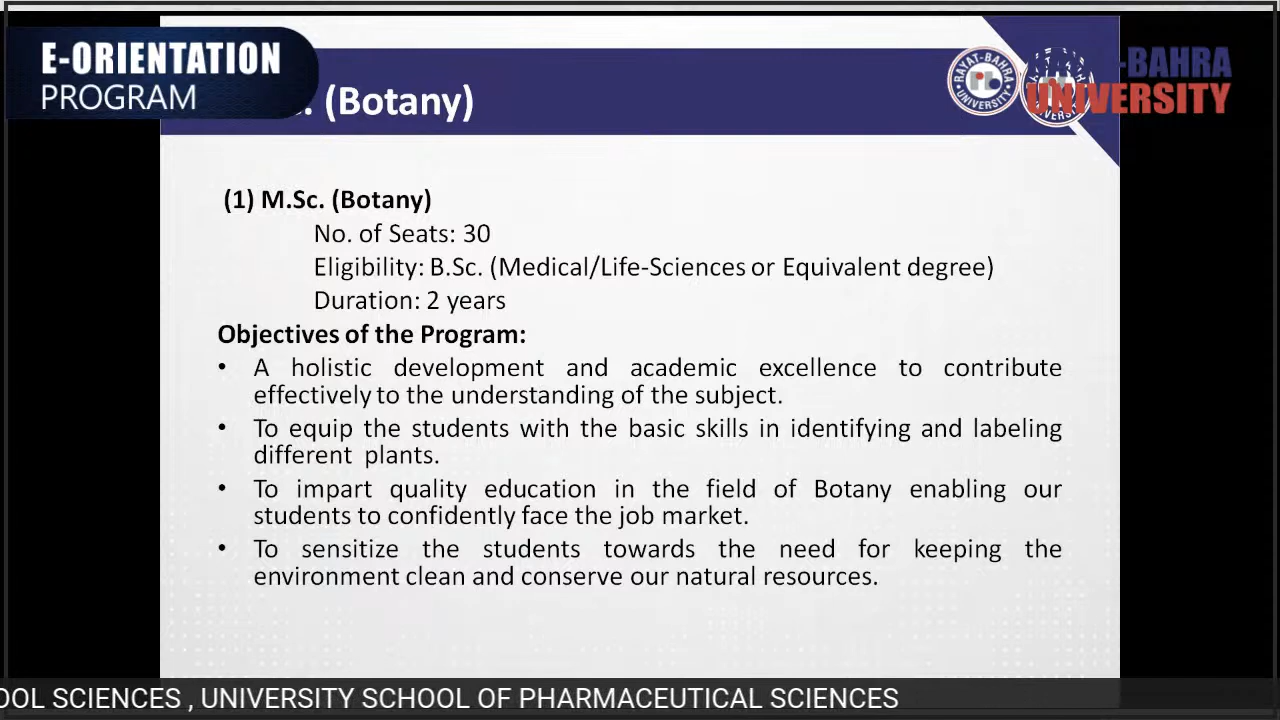 E-ORIENTATION
PROGRAM
. (Botany)
RAYAT-BAHRA
UNIVERSITY
-BAHRA
UNIVERSITY
(1) M.Sc. (Botany)
No. of Seats: 30
Eligibility: B.Sc. (Medical/Life-Sciences or Equivalent degree)
Duration: 2 years
Objectives of the Program:
• A holistic development and academic excellence to contribute
effectively to the understanding of the subject.
• To equip the students with the basic skills in identifying and labeling
different plants.
• To impart quality education in the field of Botany enabling our
students to confidently face the job market.
• To sensitize the students towards the need for keeping the
environment clean and conserve our natural resources.
OOL SCIENCES , UNIVERSITY SCHOOL OF PHARMACEUTICAL SCIENCES